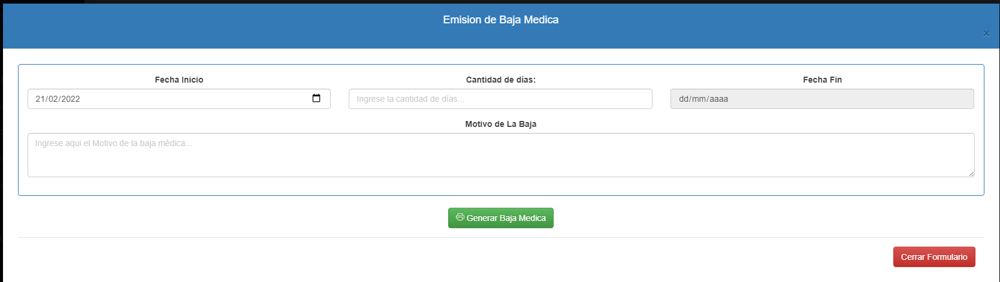 Emision de Baja Medica
×
Fecha Inicio
Cantidad de días:
Fecha Fin
21/02/2022
Ingrese la cantidad de días...
dd/mm/aaaa
Motivo de La Baja
Ingrese aqui el Motivo de la baja médica...
Generar Baja Medica
Cerrar Formulario